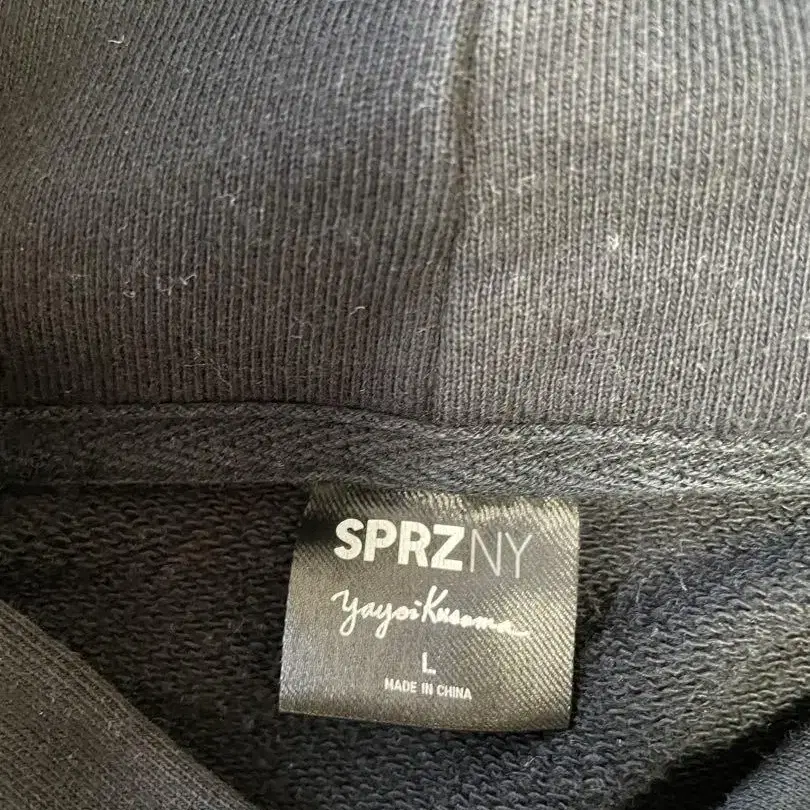 SPRZNY
Yayoi Kusama
L
MADE IN CHINA